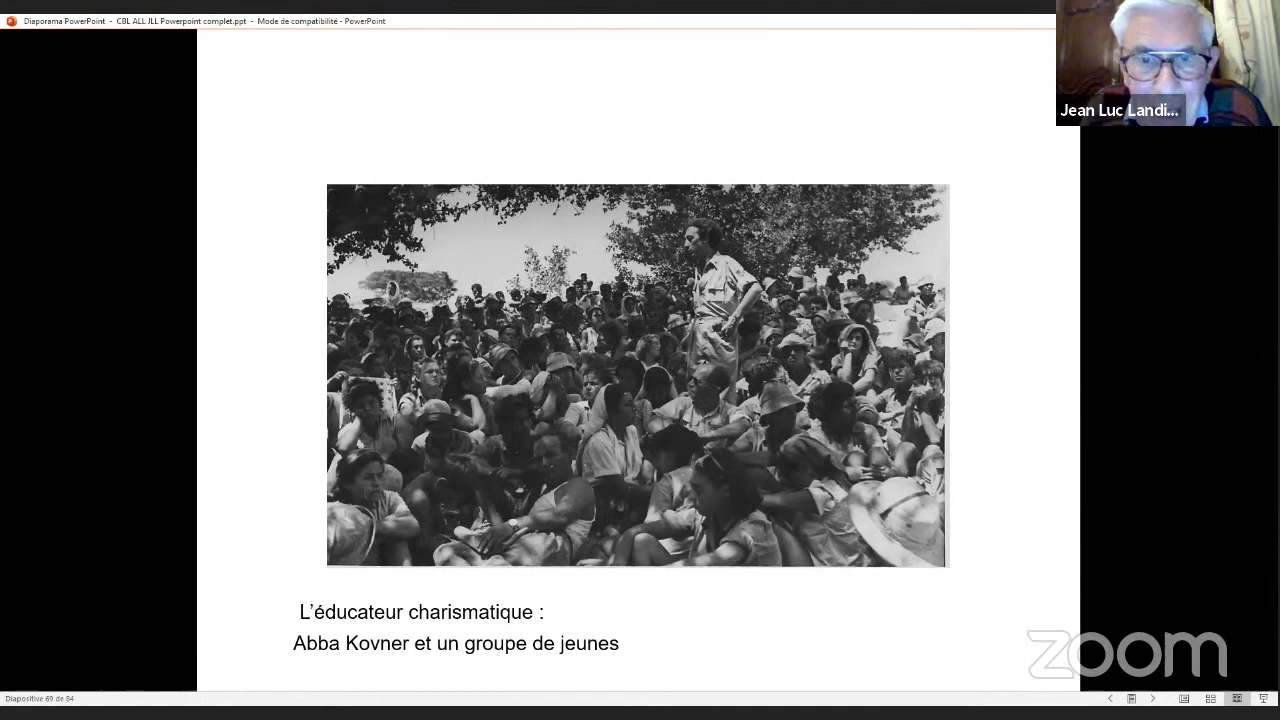 Diaporama PowerPoint - CBL ALL JLL Powerpoint complet.ppt - Mode de compatibilité - PowerPoint
Jean Luc Landi...
L’éducateur charismatique :
Abba Kovner et un groupe de jeunes
zoom
Diapositive 69 de 84